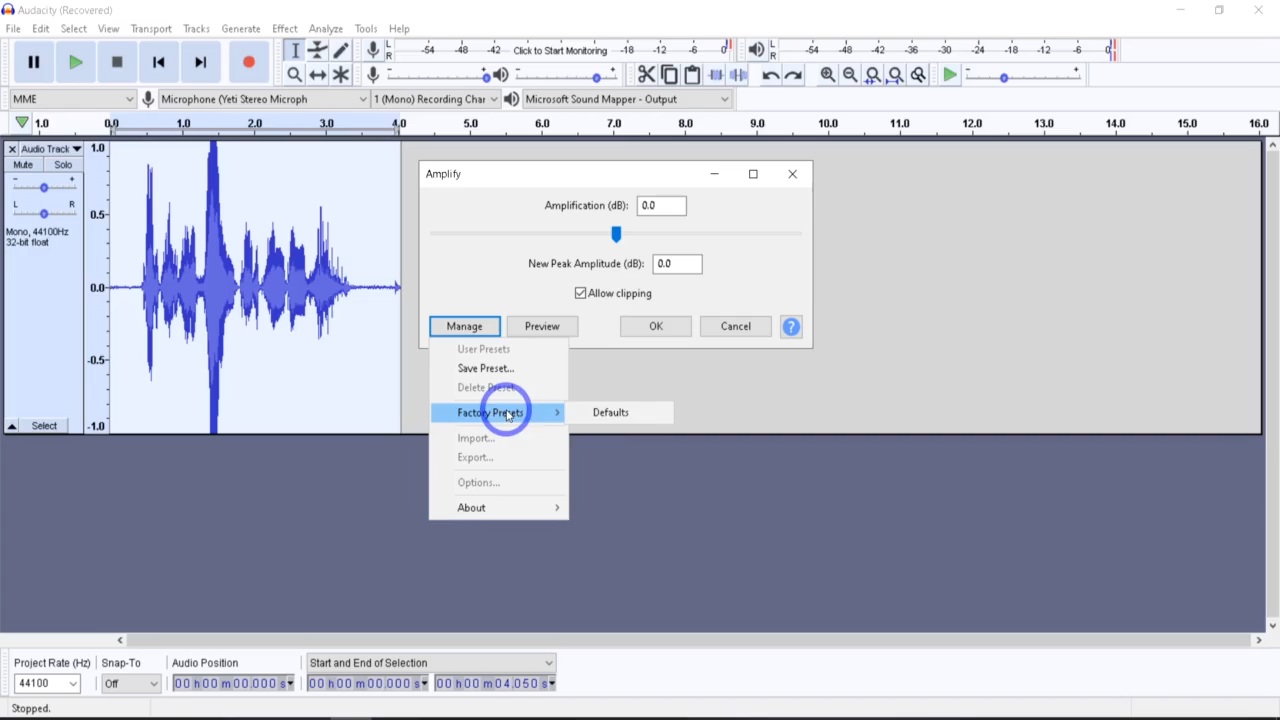 Audacity (Recovered)
File Edit Select View Transport Tracks Generate Effect Analyze Tools Help
L R -54 -48 -42 Click to Start Monitoring -18 -12 -6 0 L R -54 -48 -42 -36 -30 -24 -18 -12 -6 0
- + - + - +
MME Microphone (Yeti Stereo Microph 1 (Mono) Recording Char Microsoft Sound Mapper - Output
1.0 0.0 1.0 2.0 3.0 4.0 5.0 6.0 7.0 8.0 9.0 10.0 11.0 12.0 13.0 14.0 15.0 16.0
Audio Track 1.0
Mute Solo
- +
L R 0.5
Mono, 44100Hz
32-bit float
0.0
-0.5
Select -1.0
Amplify
Amplification (dB): 0.0
New Peak Amplitude (dB): 0.0
Allow clipping
Manage Preview OK Cancel ?
User Presets
Save Preset...
Delete Preset
Factory Presets > Defaults
Import...
Export...
Options...
About >
Project Rate (Hz) Snap-To Audio Position Start and End of Selection
44100 Off 00 h 00 m 00.000 s 00 h 00 m 00.000 s 00 h 00 m 04.050 s
Stopped.